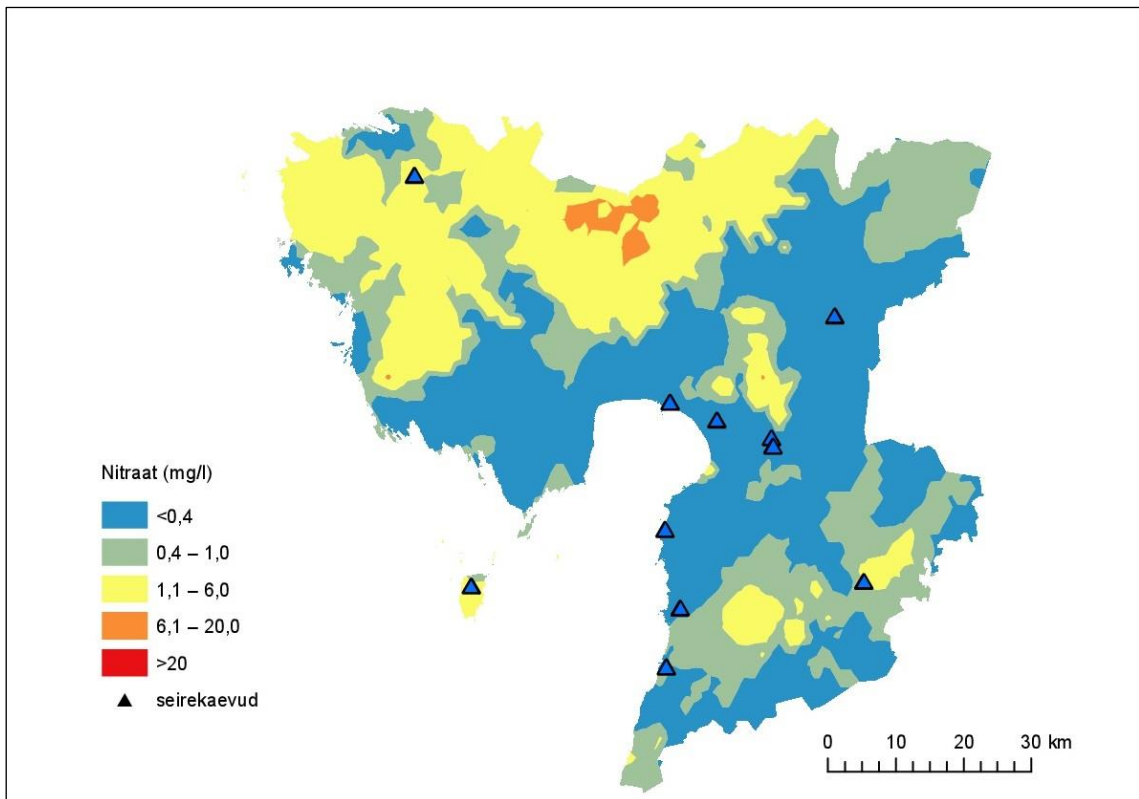 Nitraat (mg/l)
<0,4
0,4 – 1,0
1,1 – 6,0
6,1 – 20,0
>20
seirekaevud
0 10 20 30 km